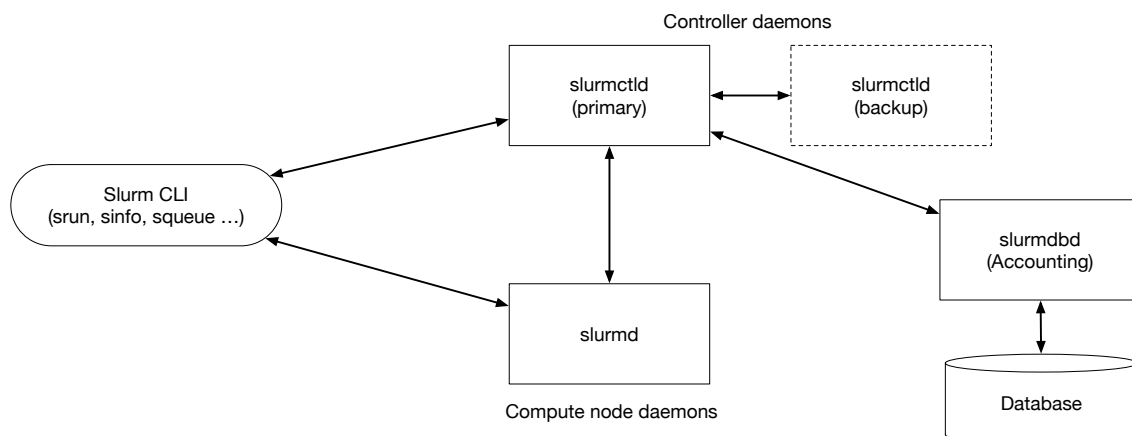 Controller daemons
slurmctld
(primary)
slurmctld
(backup)
Slurm CLI
(srun, sinfo, squeue …)
slurmdbd
(Accounting)
slurmd
Compute node daemons
Database